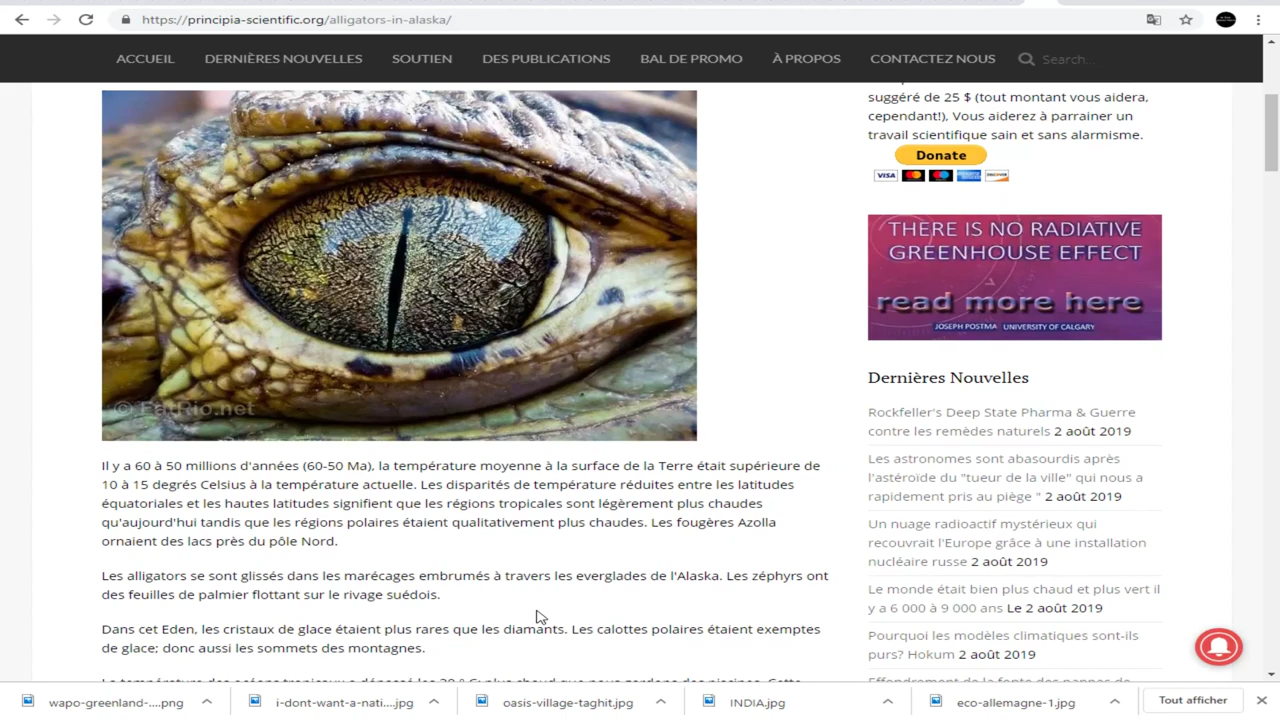 https://principia-scientific.org/alligators-in-alaska/
ACCUEIL DERNIÈRES NOUVELLES SOUTIEN DES PUBLICATIONS BAL DE PROMO À PROPOS CONTACTEZ NOUS Search...
© EatRio.net
Il y a 60 à 50 millions d'années (60-50 Ma), la température moyenne à la surface de la Terre était supérieure de
10 à 15 degrés Celsius à la température actuelle. Les disparités de température réduites entre les latitudes
équatoriales et les hautes latitudes signifient que les régions tropicales sont légèrement plus chaudes
qu'aujourd'hui tandis que les régions polaires étaient qualitativement plus chaudes. Les fougères Azolla
ornaient des lacs près du pôle Nord.
Les alligators se sont glissés dans les marécages embrumés à travers les everglades de l'Alaska. Les zéphyrs ont
des feuilles de palmier flottant sur le rivage suédois.
Dans cet Eden, les cristaux de glace étaient plus rares que les diamants. Les calottes polaires étaient exemptes
de glace; donc aussi les sommets des montagnes.
suggéré de 25 $ (tout montant vous aidera,
cependant!), Vous aiderez à parrainer un
travail scientifique sain et sans alarmisme.
Donate
VISA DISCOVER
THERE IS NO RADIATIVE
GREENHOUSE EFFECT
read more here
JOSEPH POSTMA UNIVERSITY OF CALGARY
Dernières Nouvelles
Rockfeller's Deep State Pharma & Guerre
contre les remèdes naturels 2 août 2019
Les astronomes sont abasourdis après
l'astéroïde du "tueur de la ville" qui nous a
rapidement pris au piège " 2 août 2019
Un nuage radioactif mystérieux qui
recouvrait l'Europe grâce à une installation
nucléaire russe 2 août 2019
Le monde était bien plus chaud et plus vert il
y a 6 000 à 9 000 ans Le 2 août 2019
Pourquoi les modèles climatiques sont-ils
purs? Hokum 2 août 2019
wapo-greenland-....png i-dont-want-a-nati....jpg oasis-village-taghit.jpg INDIA.jpg eco-allemagne-1.jpg Tout afficher